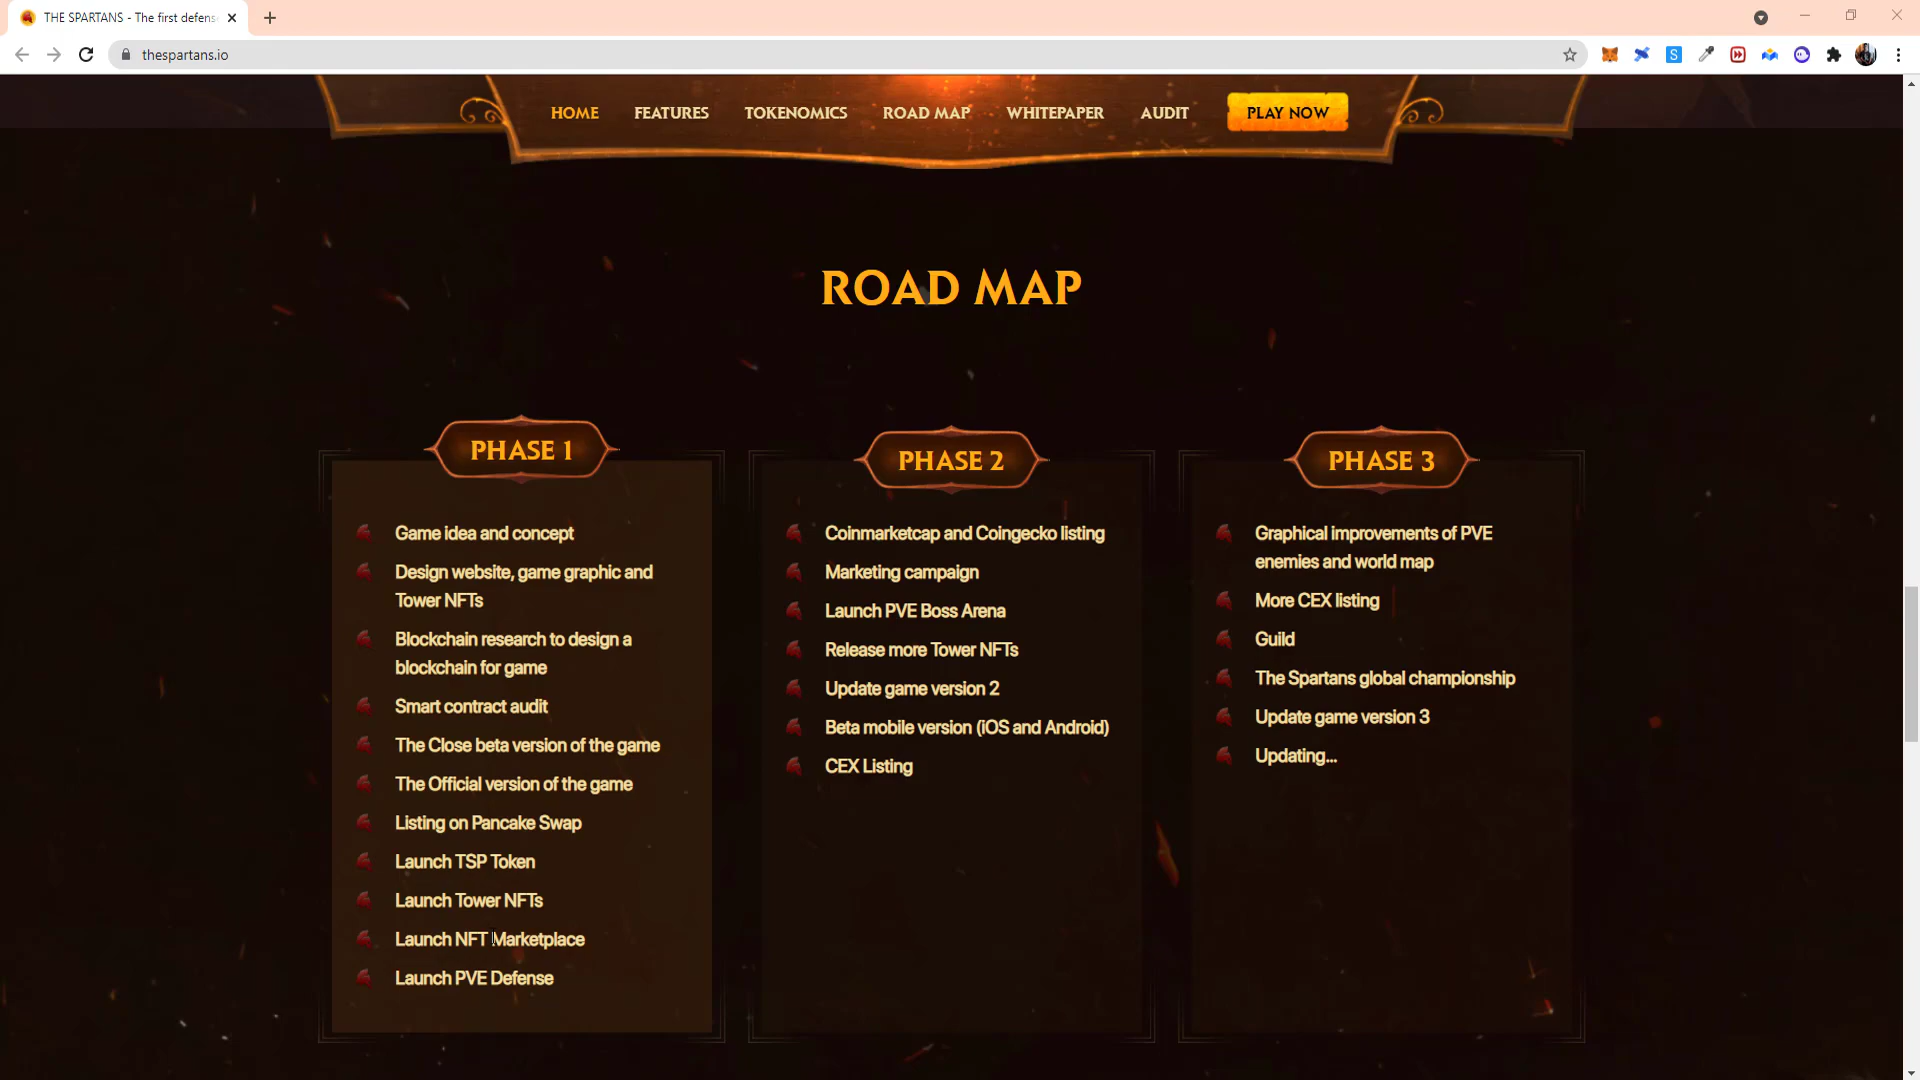 THE SPARTANS - The first defens
thespartans.io
HOME
FEATURES
TOKENOMICS
ROAD MAP
WHITEPAPER
AUDIT
PLAY NOW
ROAD MAP
PHASE 1
Game idea and concept
Design website, game graphic and
Tower NFTs
Blockchain research to design a
blockchain for game
Smart contract audit
The Close beta version of the game
The Official version of the game
Listing on Pancake Swap
Launch TSP Token
Launch Tower NFTs
Launch NFT Marketplace
Launch PVE Defense
PHASE 2
Coinmarketcap and Coingecko listing
Marketing campaign
Launch PVE Boss Arena
Release more Tower NFTs
Update game version 2
Beta mobile version (iOS and Android)
CEX Listing
PHASE 3
Graphical improvements of PVE
enemies and world map
More CEX listing
Guild
The Spartans global championship
Update game version 3
Updating...